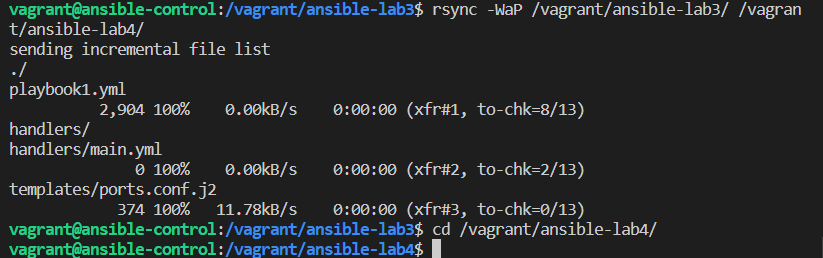 vagrant@ansible-control:/vagrant/ansible-lab3$ rsync -WaP /vagrant/ansible-lab3/ /vagran
t/ansible-lab4/
sending incremental file list
./
playbook1.yml
          2,904 100%    0.00kB/s    0:00:00 (xfr#1, to-chk=8/13)
handlers/
handlers/main.yml
              0 100%    0.00kB/s    0:00:00 (xfr#2, to-chk=2/13)
templates/ports.conf.j2
            374 100%   11.78kB/s    0:00:00 (xfr#3, to-chk=0/13)
vagrant@ansible-control:/vagrant/ansible-lab3$ cd /vagrant/ansible-lab4/
vagrant@ansible-control:/vagrant/ansible-lab4$